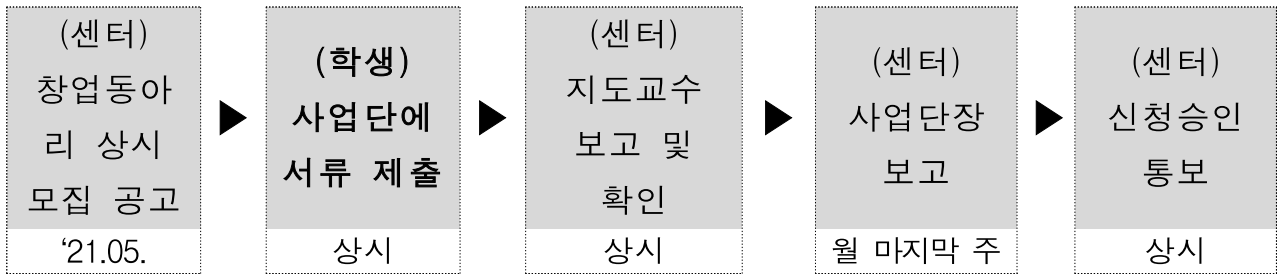 (센터)
창업동아
리 상시
모집 공고
‘21.05.
(학생)
사업단에
서류 제출
상시
(센터)
지도교수
보고 및
확인
상시
(센터)
사업단장
보고
월 마지막 주
(센터)
신청승인
통보
상시